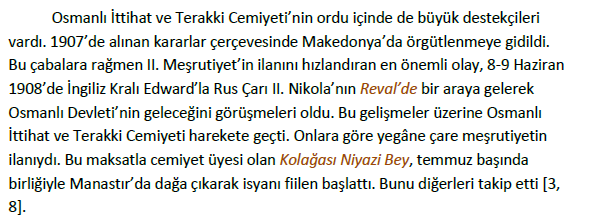 Osmanlı İttihat ve Terakki Cemiyeti’nin ordu içinde de büyük destekçileri
vardı. 1907’de alınan kararlar çerçevesinde Makedonya’da örgütlenmeye gidildi.
Bu çabalara rağmen II. Meşrutiyet’in ilanını hızlandıran en önemli olay, 8-9 Haziran
1908’de İngiliz Kralı Edward’la Rus Çarı II. Nikola’nın Reval’de bir araya gelerek
Osmanlı Devleti’nin geleceğini görüşmeleri oldu. Bu gelişmeler üzerine Osmanlı
İttihat ve Terakki Cemiyeti harekete geçti. Onlara göre yegâne çare meşrutiyetin
ilanıydı. Bu maksatla cemiyet üyesi olan Kolağası Niyazi Bey, temmuz başında
birliğiyle Manastır’da dağa çıkarak isyanı fiilen başlattı. Bunu diğerleri takip etti [3,
8].